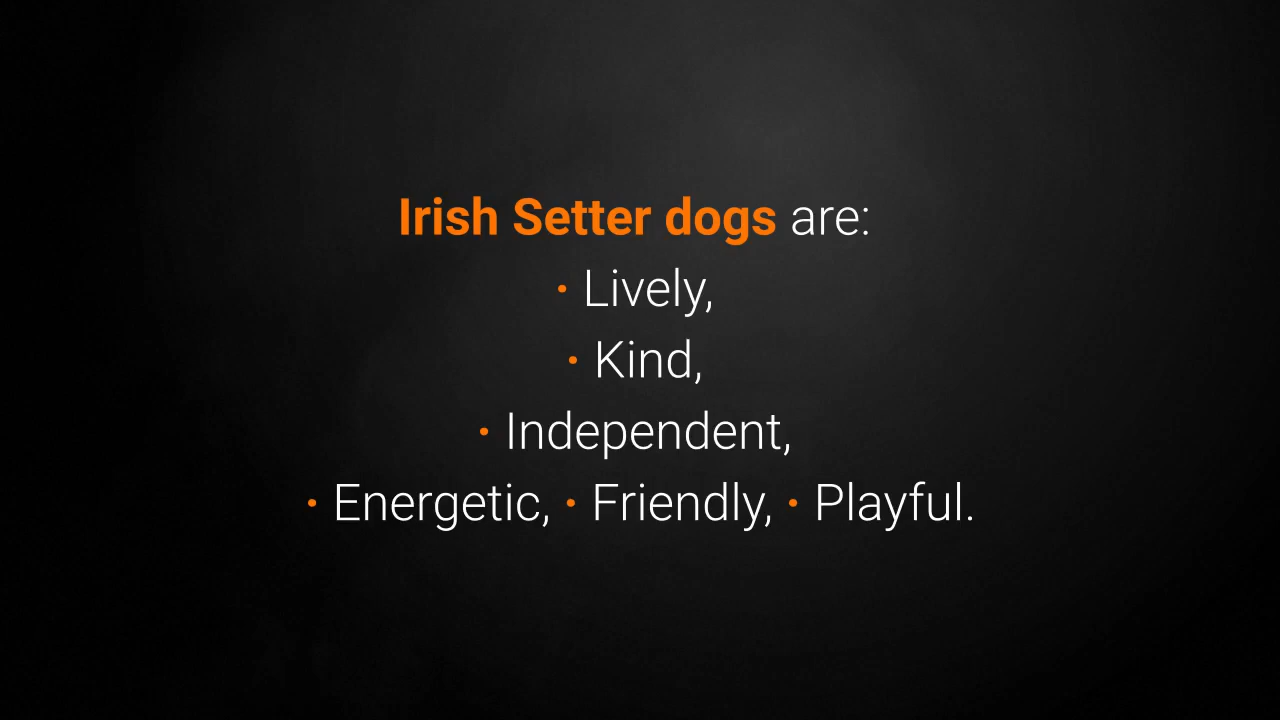 Irish Setter dogs are:
• Lively,
• Kind,
• Independent,
• Energetic, • Friendly, • Playful.